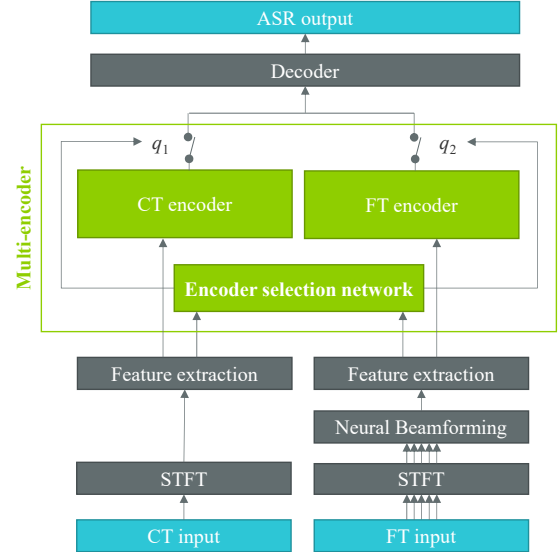 ASR output
Decoder
q1
q2
CT encoder
FT encoder
Multi-encoder
Encoder selection network
Feature extraction
Feature extraction
Neural Beamforming
STFT
STFT
CT input
FT input